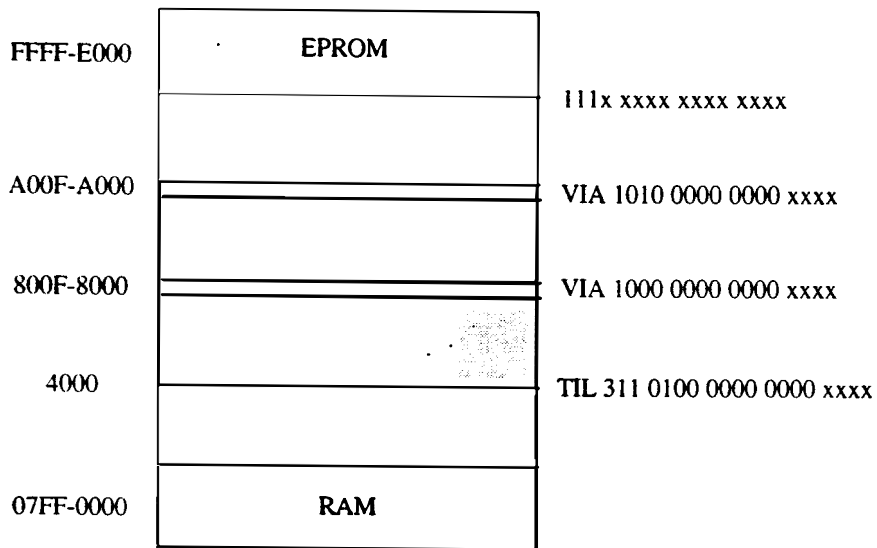 FFFF-E000 EPROM
111x xxxx xxxx xxxx
A00F-A000 VIA 1010 0000 0000 xxxx
800F-8000 VIA 1000 0000 0000 xxxx
4000 TIL 311 0100 0000 0000 xxxx
07FF-0000 RAM